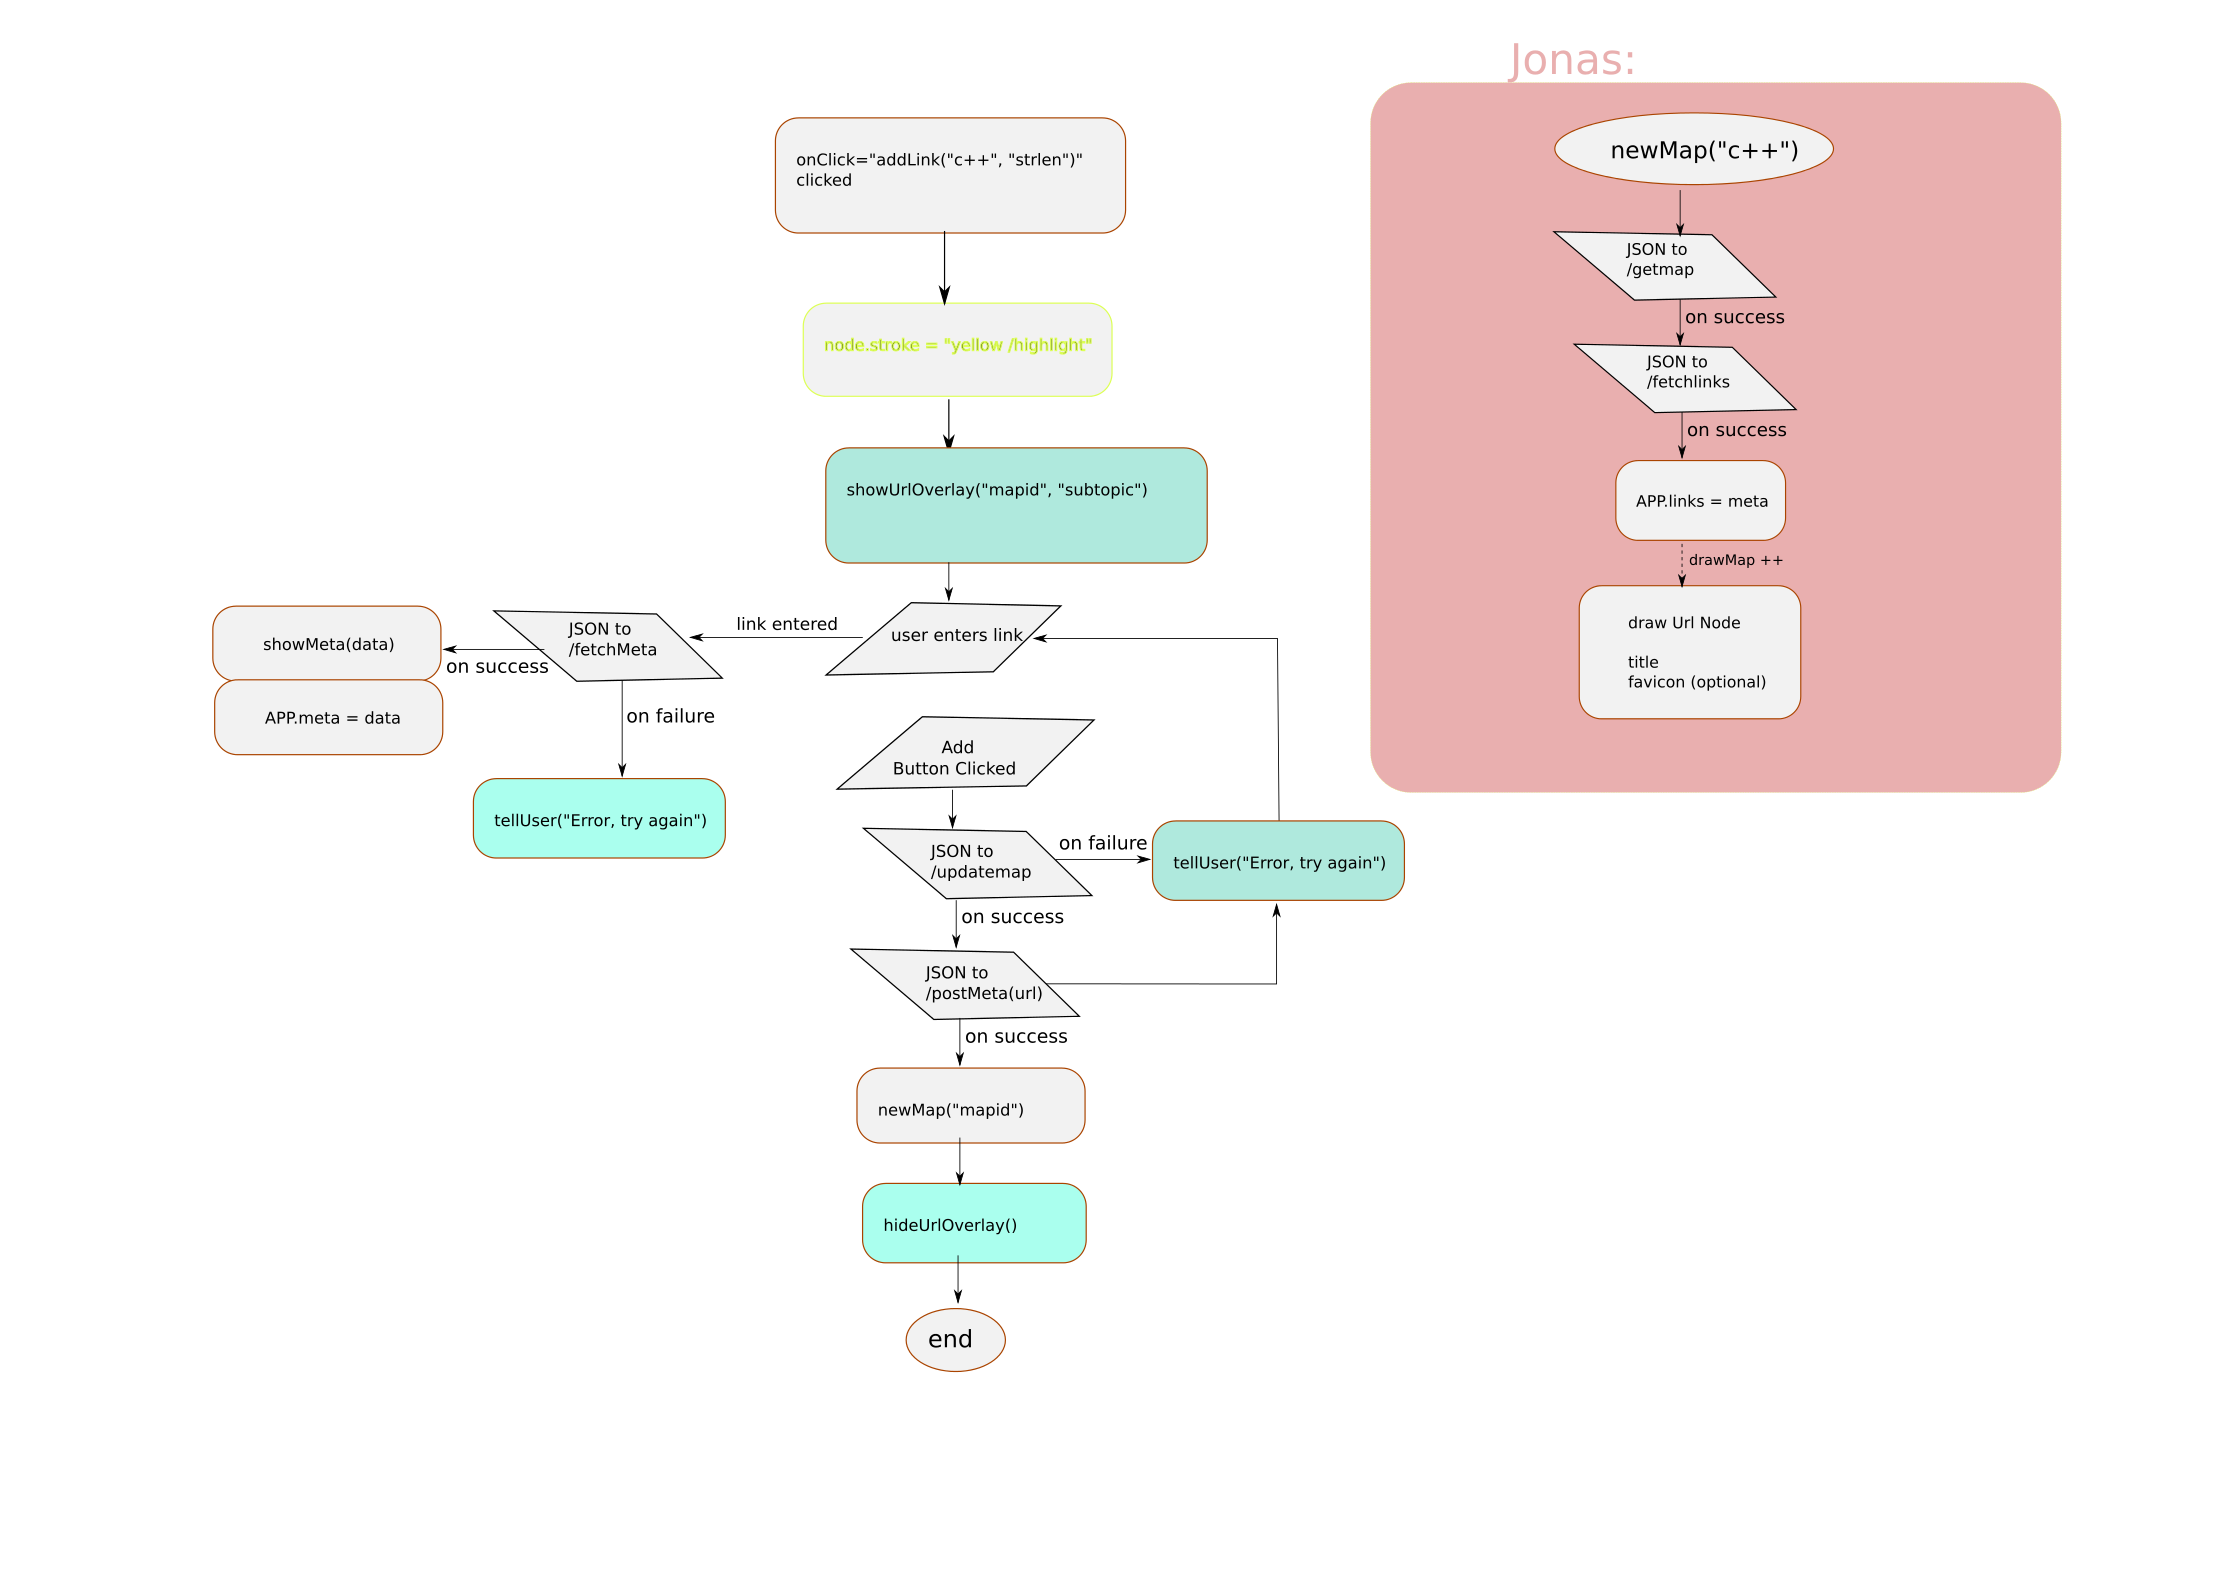 Jonas:
onClick="addLink("c++", "strlen")"
clicked
node.stroke = "yellow /highlight"
showUrlOverlay("mapid", "subtopic")
user enters link
link entered
JSON to
/fetchMeta
on success
showMeta(data)
APP.meta = data
on failure
tellUser("Error, try again")
Add
Button Clicked
JSON to
/updatemap
on failure
tellUser("Error, try again")
on success
JSON to
/postMeta(url)
on success
newMap("mapid")
hideUrlOverlay()
end
newMap("c++")
JSON to
/getmap
on success
JSON to
/fetchlinks
on success
APP.links = meta
drawMap ++
draw Url Node
title
favicon (optional)